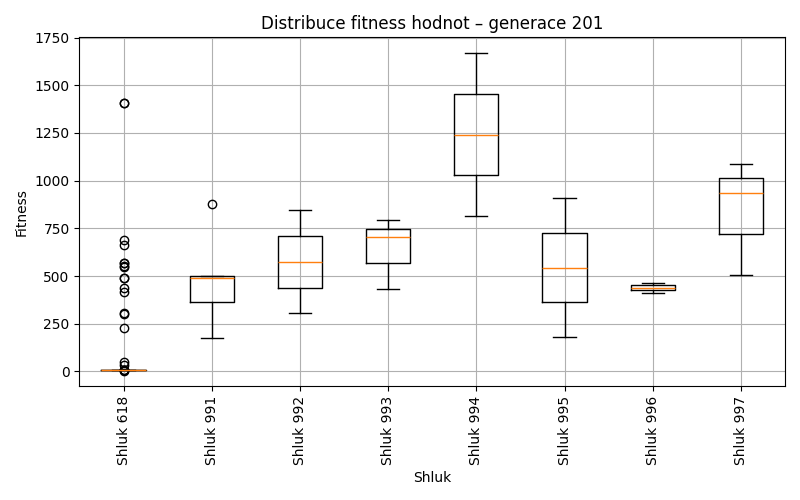 Distribuce fitness hodnot – generace 201
Fitness
1750
1500
1250
1000
750
500
250
0
Shluk 618
Shluk 991
Shluk 992
Shluk 993
Shluk 994
Shluk 995
Shluk 996
Shluk 997
Shluk